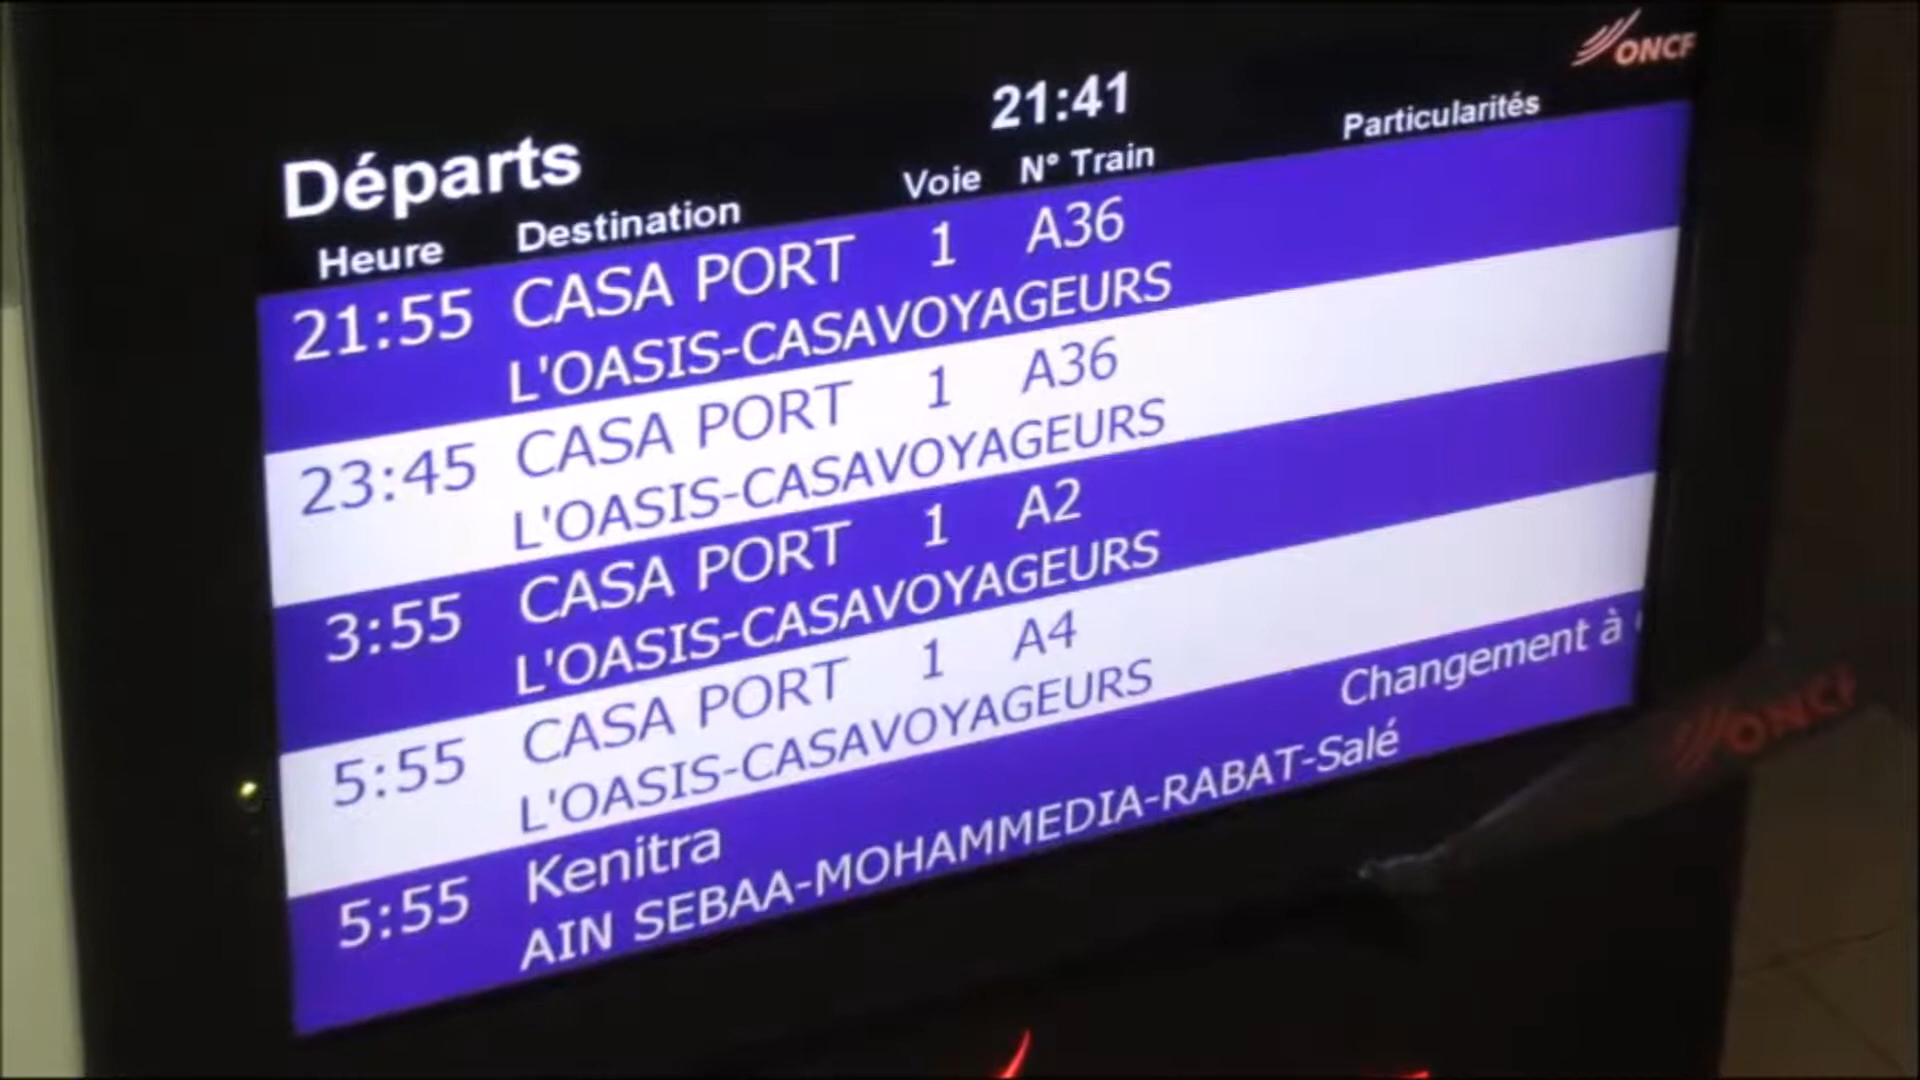 ONCF
21:41
Départs
Heure Destination Voie N° Train Particularités
21:55 CASA PORT 1 A36
L'OASIS-CASAVOYAGEURS
23:45 CASA PORT 1 A36
L'OASIS-CASAVOYAGEURS
3:55 CASA PORT 1 A2
L'OASIS-CASAVOYAGEURS
5:55 CASA PORT 1 A4
L'OASIS-CASAVOYAGEURS
5:55 Kenitra Changement à
AIN SEBAA-MOHAMMEDIA-RABAT-Salé
ONCF